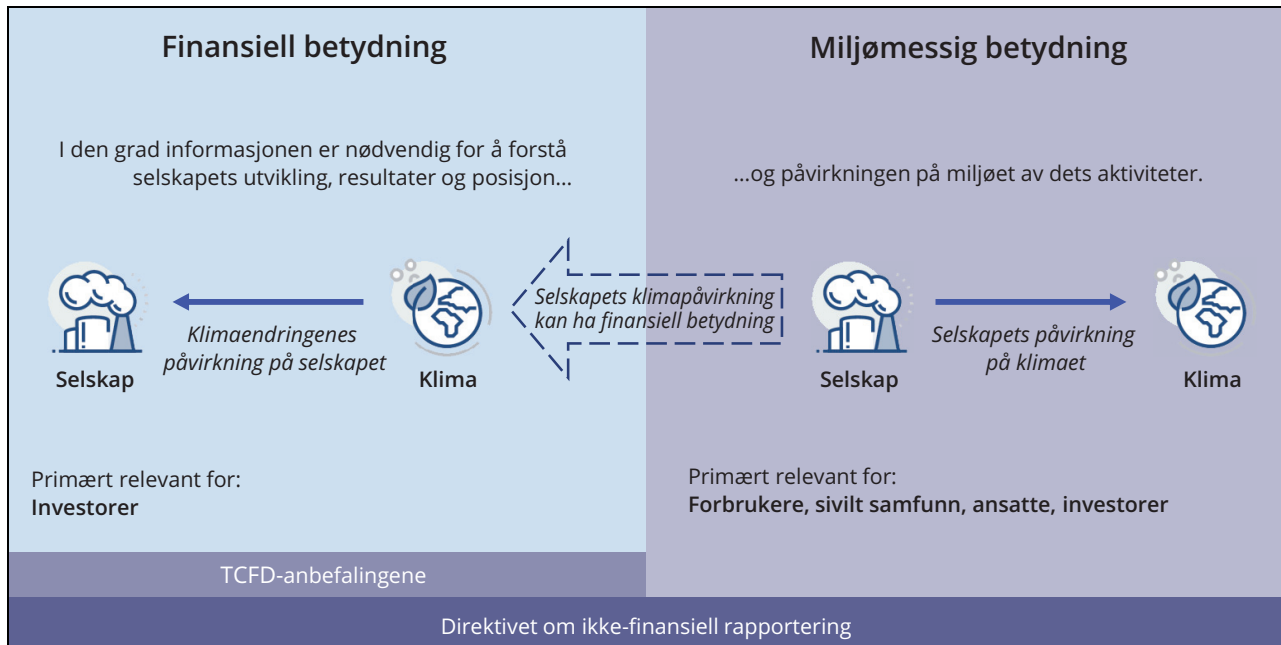 Finansiell betydning
I den grad informasjonen er nødvendig for å forstå
selskapets utvikling, resultater og posisjon...
Selskap
Klimaendringenes
påvirkning på selskapet
Klima
Primært relevant for:
Investorer
Selskapets klimapåvirkning
kan ha finansiell betydning
Miljømessig betydning
...og påvirkningen på miljøet av dets aktiviteter.
Selskap
Selskapets påvirkning
på klimaet
Klima
Primært relevant for:
Forbrukere, sivilt samfunn, ansatte, investorer
TCFD-anbefalingene
Direktivet om ikke-finansiell rapportering